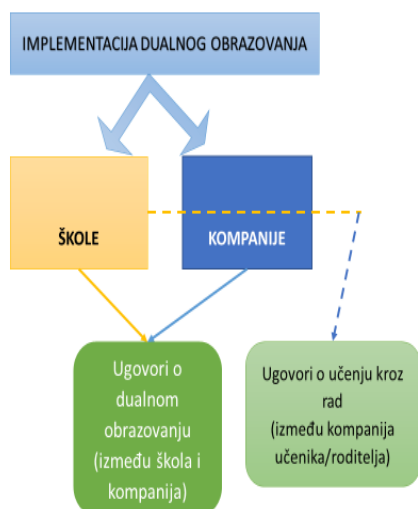 IMPLEMENTACIJA DUALNOG OBRAZOVANJA
ŠKOLE
KOMPANIJE
Ugovori o
dualnom
obrazovanju
(između škola i
kompanija)
Ugovori o učenju kroz
rad
(između kompanija
učenika/roditelja)